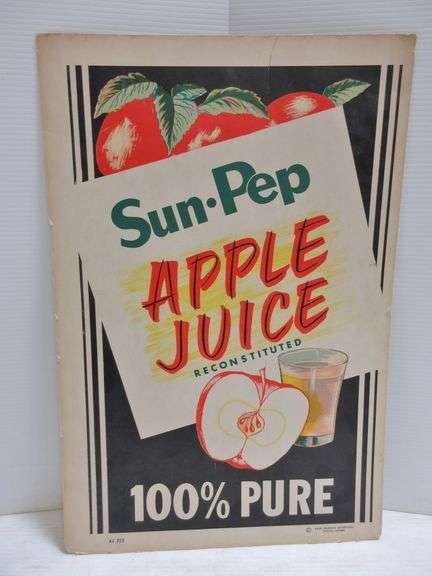 Sun·Pep
APPLE
JUICE
RECONSTITUTED
100% PURE